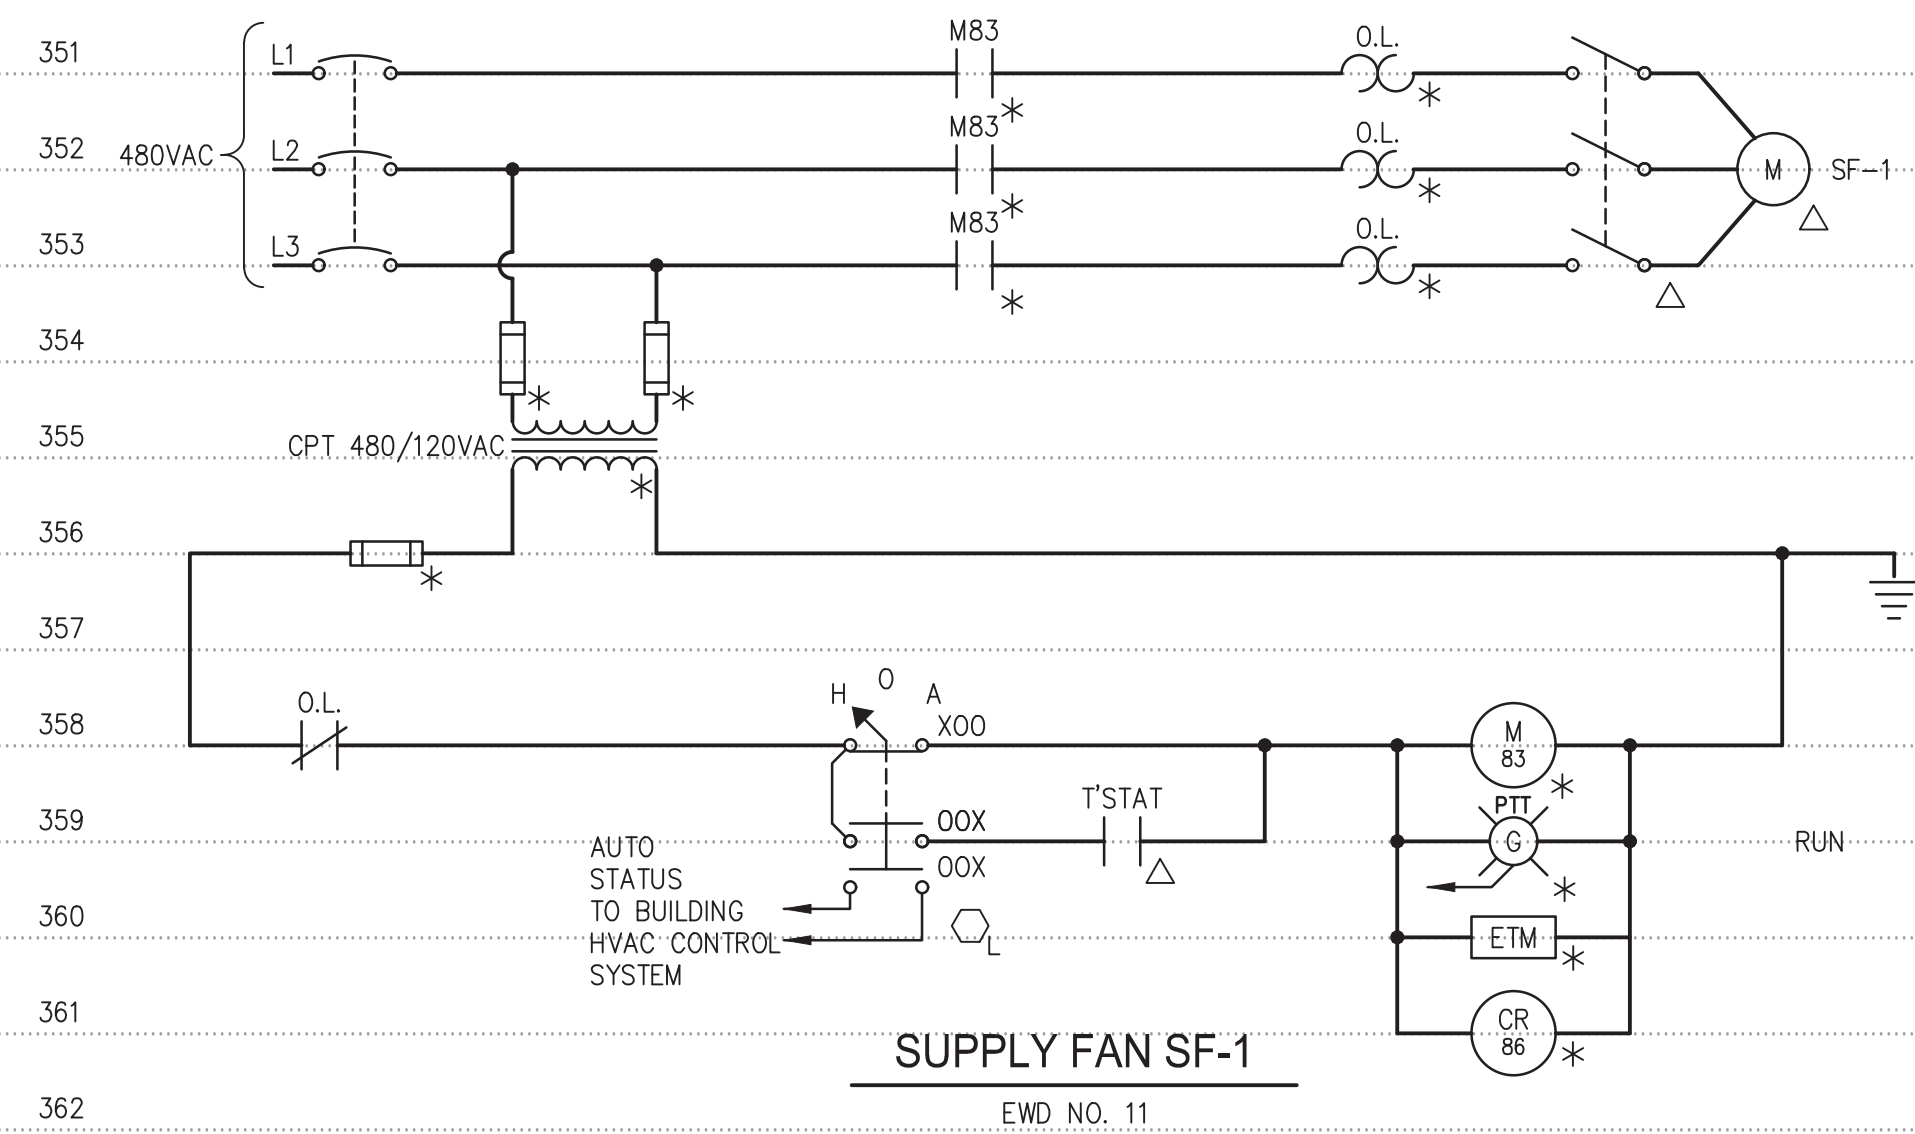 351
L1
M83
O.L.
352
480VAC
L2
M83
O.L.
M
SF-1
353
L3
M83
O.L.
354
355
CPT 480/120VAC
356
357
358
O.L.
H
O
A
XOO
M
83
359
OOX
T'STAT
PTT
G
RUN
OOX
AUTO
STATUS
TO BUILDING
HVAC CONTROL
SYSTEM
360
L
ETM
361
CR
86
SUPPLY FAN SF-1
362
EWD NO. 11